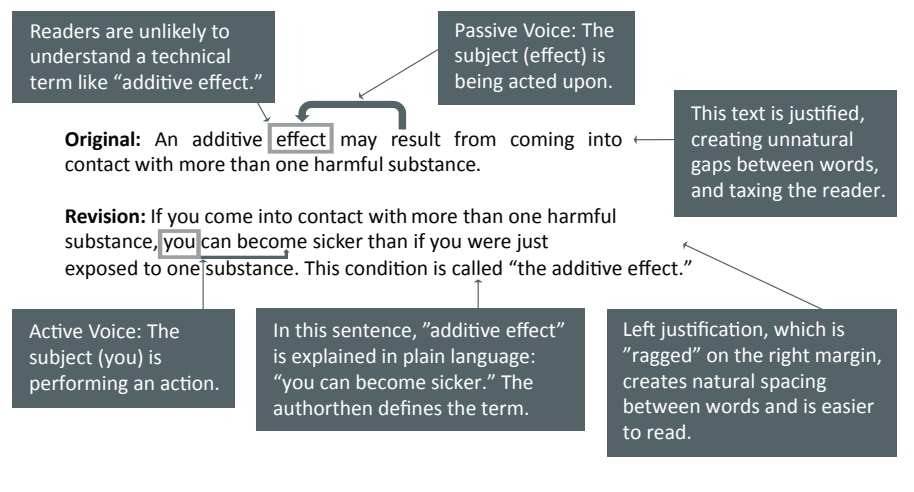 Readers are unlikely to
understand a technical
term like “additive effect.”
Passive Voice: The
subject (effect) is
being acted upon.
This text is justified,
creating unnatural
gaps between words,
and taxing the reader.
Original: An additive effect may result from coming into
contact with more than one harmful substance.
Revision: If you come into contact with more than one harmful
substance, you can become sicker than if you were just
exposed to one substance. This condition is called “the additive effect.”
Active Voice: The
subject (you) is
performing an action.
In this sentence, ”additive effect”
is explained in plain language:
“you can become sicker.” The
authorthen defines the term.
Left justification, which is
”ragged” on the right margin,
creates natural spacing
between words and is easier
to read.